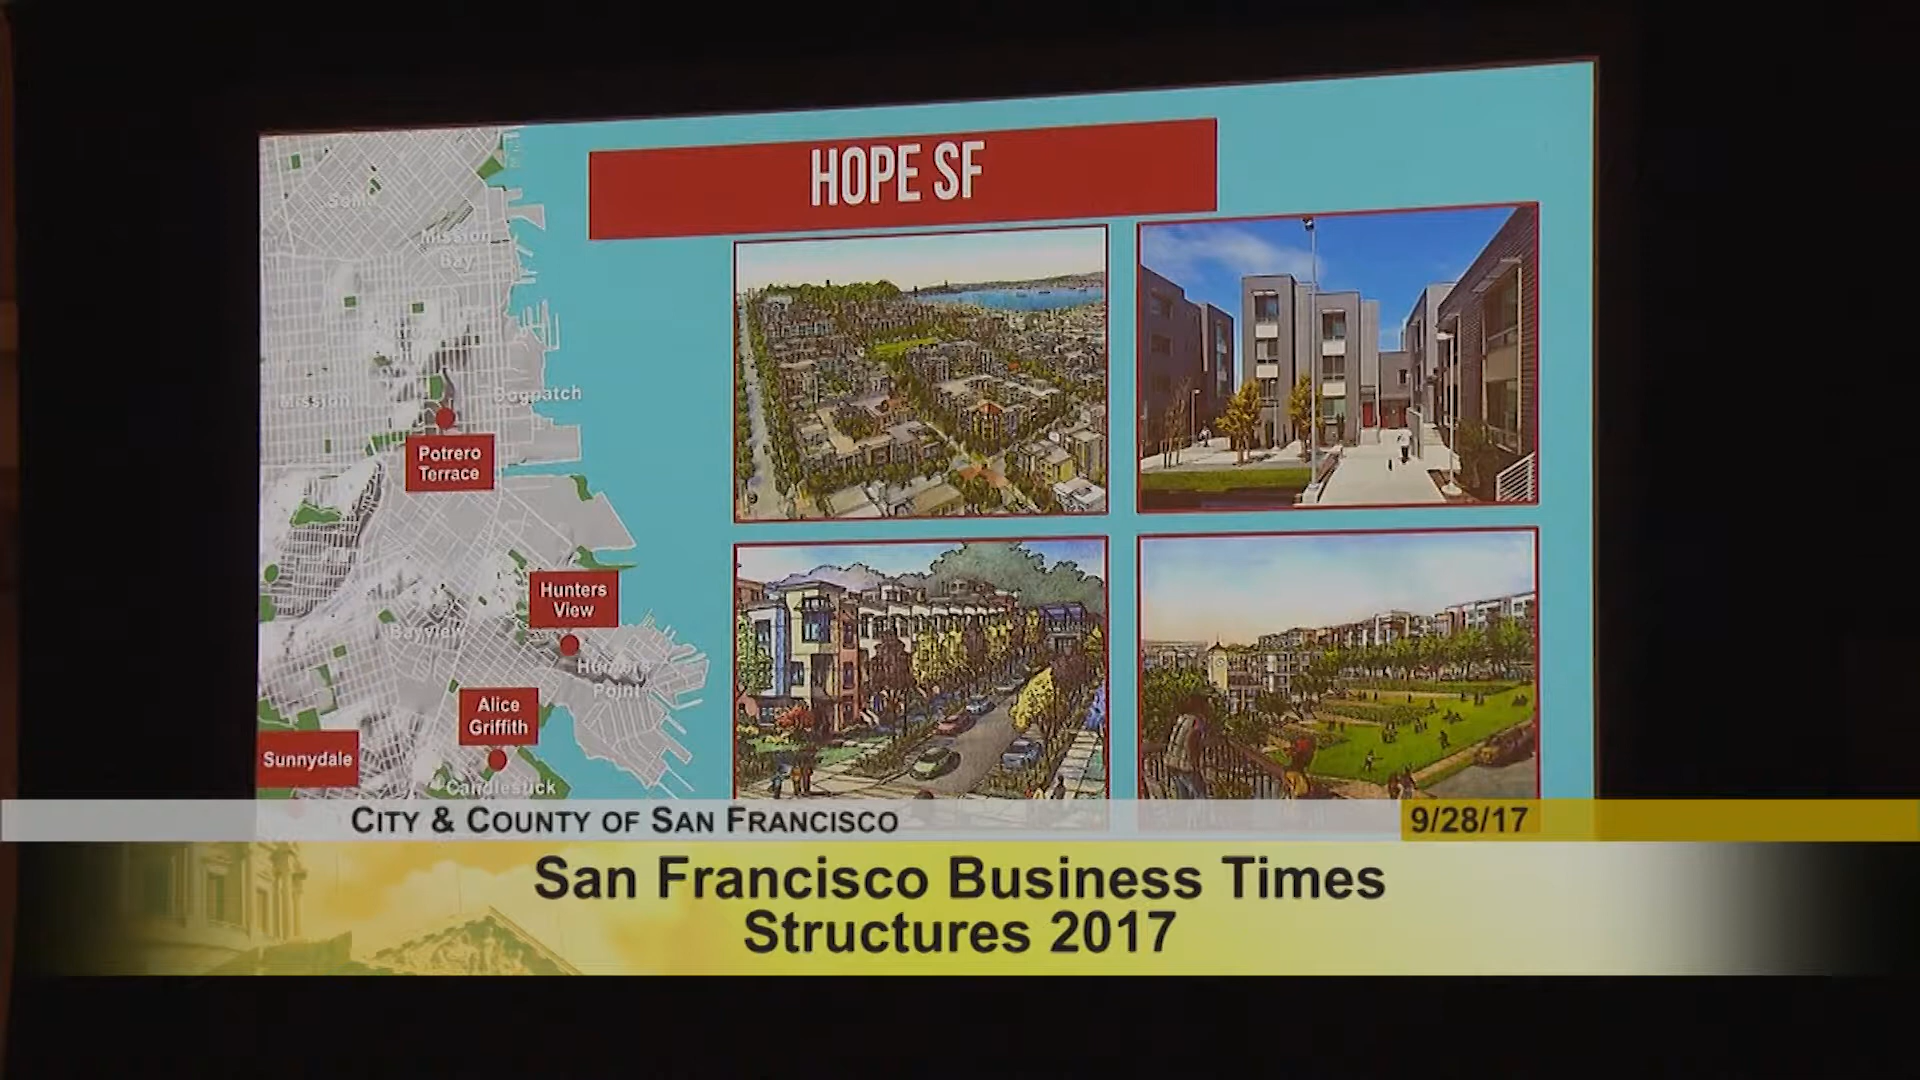 HOPE SF
SoMa
Mission
Bay
Mission
Dogpatch
Potrero
Terrace
Hunters
View
Bayview
Hunters
Point
Alice
Griffith
Sunnydale
Candlestick
CITY & COUNTY OF SAN FRANCISCO
9/28/17
San Francisco Business Times
Structures 2017